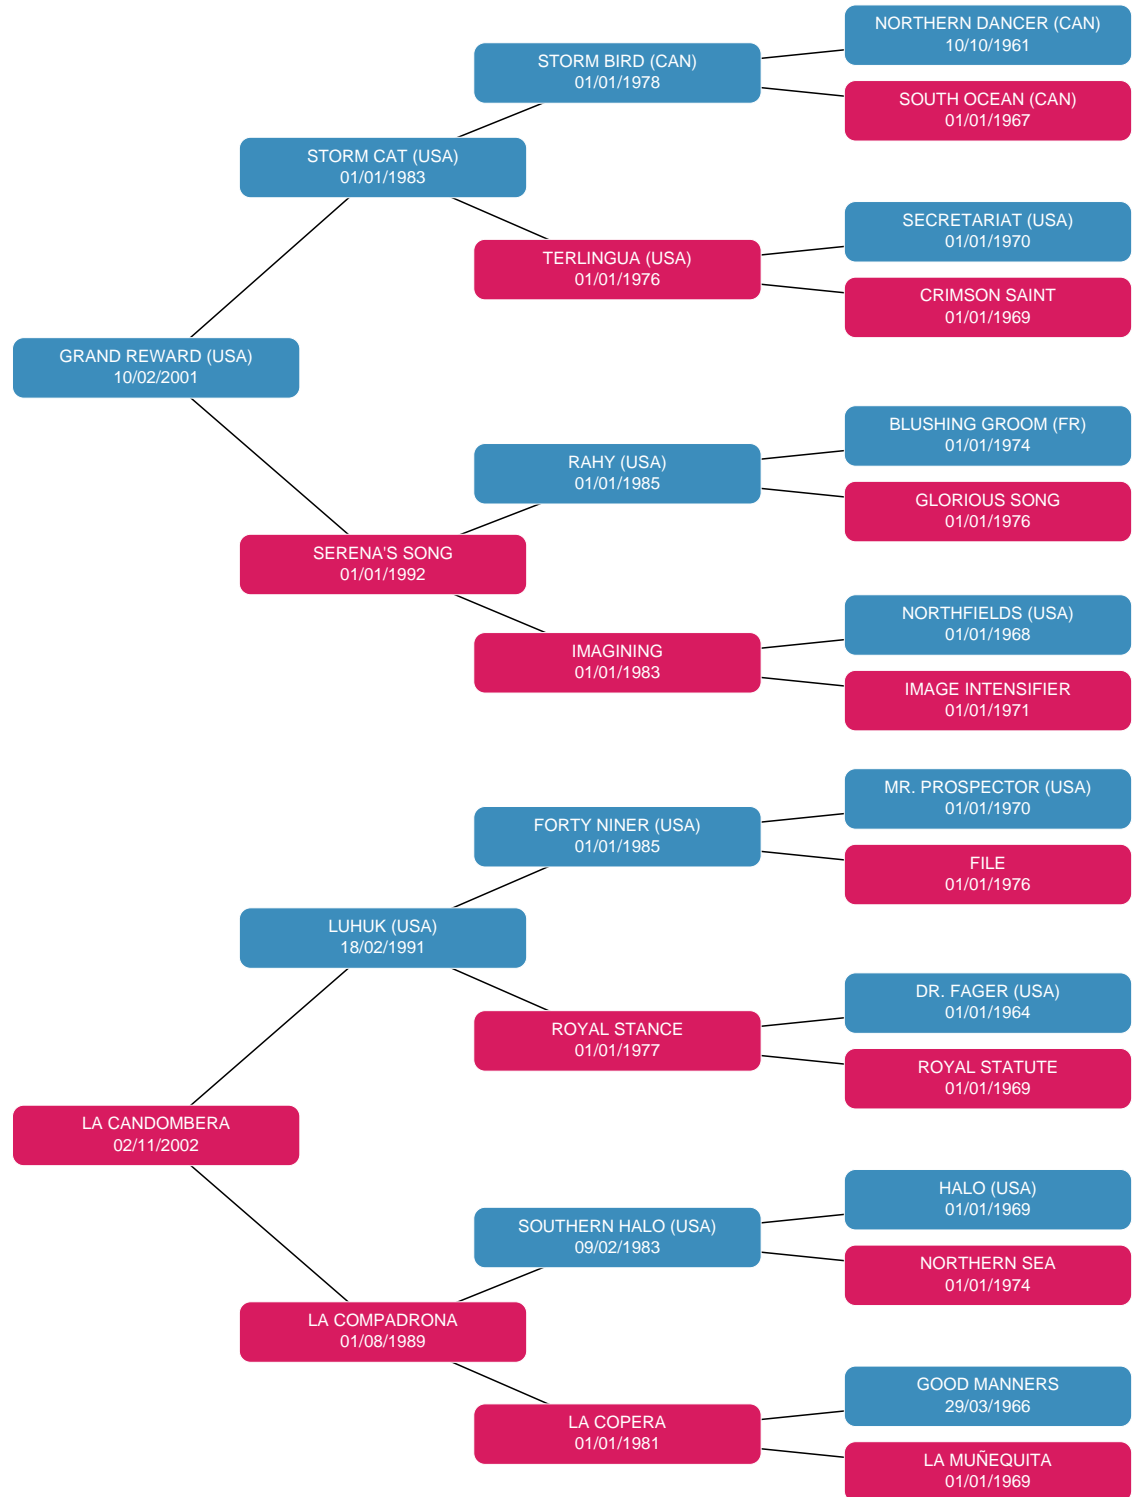 NORTHERN DANCER (CAN)
10/10/1961
STORM BIRD (CAN)
01/01/1978
SOUTH OCEAN (CAN)
01/01/1967
STORM CAT (USA)
01/01/1983
SECRETARIAT (USA)
01/01/1970
TERLINGUA (USA)
01/01/1976
CRIMSON SAINT
01/01/1969
GRAND REWARD (USA)
10/02/2001
BLUSHING GROOM (FR)
01/01/1974
RAHY (USA)
01/01/1985
GLORIOUS SONG
01/01/1976
SERENA'S SONG
01/01/1992
NORTHFIELDS (USA)
01/01/1968
IMAGINING
01/01/1983
IMAGE INTENSIFIER
01/01/1971
MR. PROSPECTOR (USA)
01/01/1970
FORTY NINER (USA)
01/01/1985
FILE
01/01/1976
LUHUK (USA)
18/02/1991
DR. FAGER (USA)
01/01/1964
ROYAL STANCE
01/01/1977
ROYAL STATUTE
01/01/1969
LA CANDOMBERA
02/11/2002
HALO (USA)
01/01/1969
SOUTHERN HALO (USA)
09/02/1983
NORTHERN SEA
01/01/1974
LA COMPADRONA
01/08/1989
GOOD MANNERS
29/03/1966
LA COPERA
01/01/1981
LA MUÑEQUITA
01/01/1969